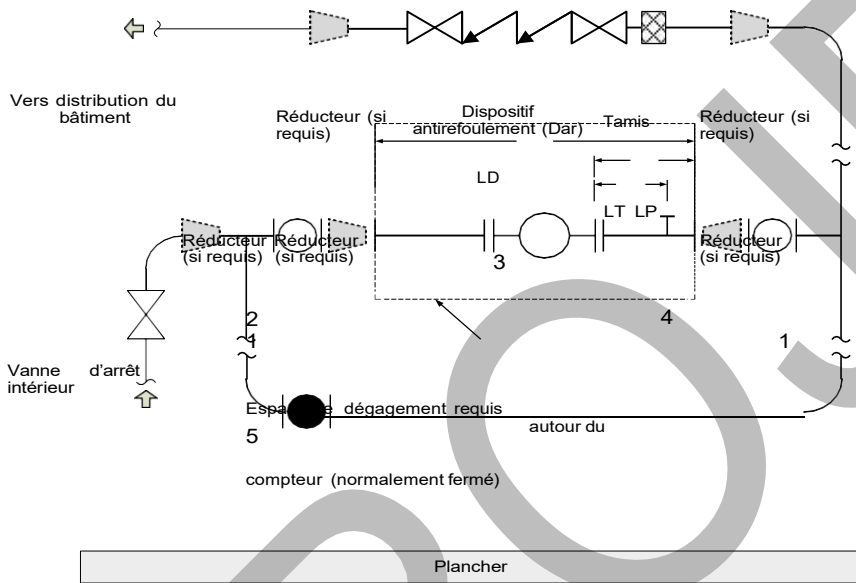 Vers distribution du
bâtiment
Réducteur (si
requis)
Dispositif
antirefoulement (Dar)
Tamis
Réducteur (si
requis)
LD
LT LP
Réducteur
(si requis)
Réducteur
(si requis)
3
Réducteur
(si requis)
2
1
4
1
Vanne d'arrêt
intérieur
dégagement requis
autour du
5
compteur (normalement fermé)
Plancher